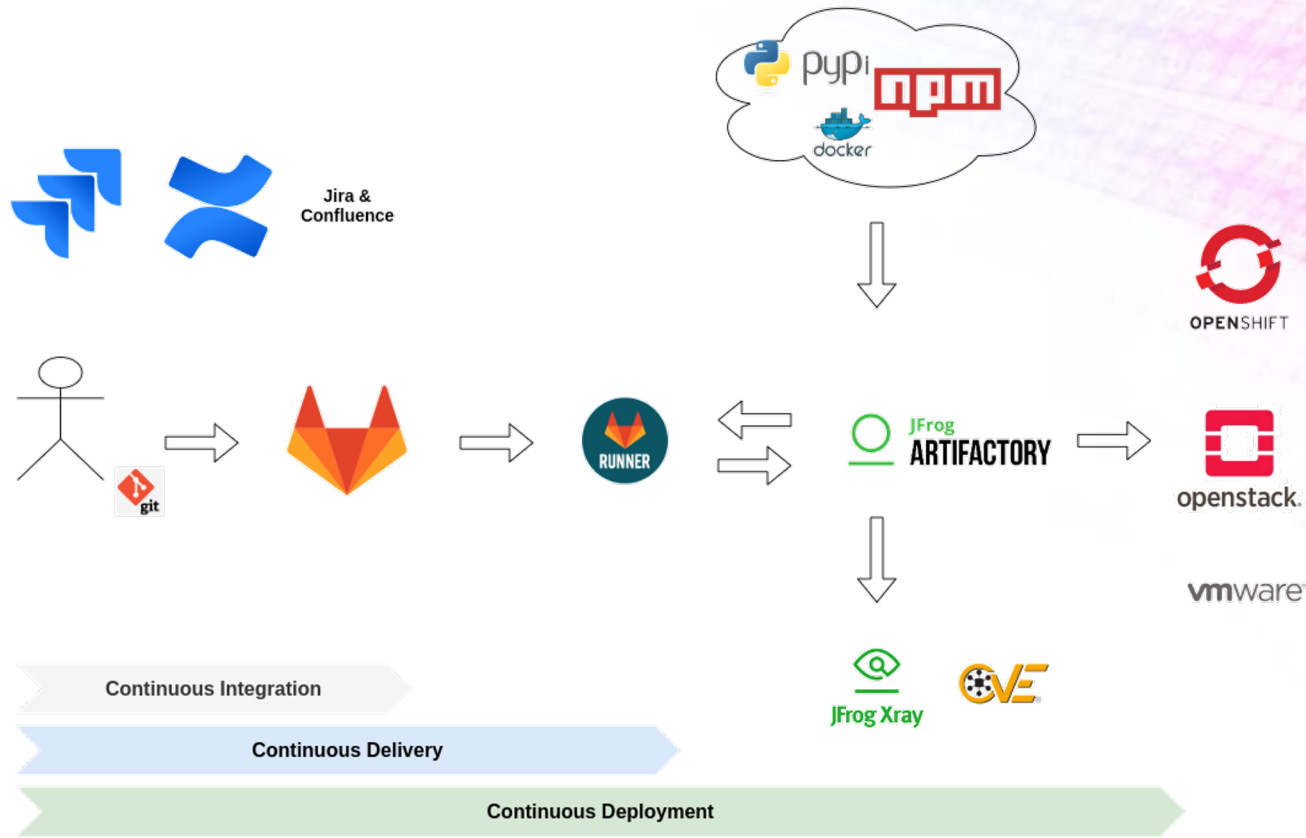 pypi
npm
docker
Jira &
Confluence
OPENSHIFT
git
RUNNER
JFrog
ARTIFACTORY
openstack.
vmware
JFrog Xray
CVE
Continuous Integration
Continuous Delivery
Continuous Deployment